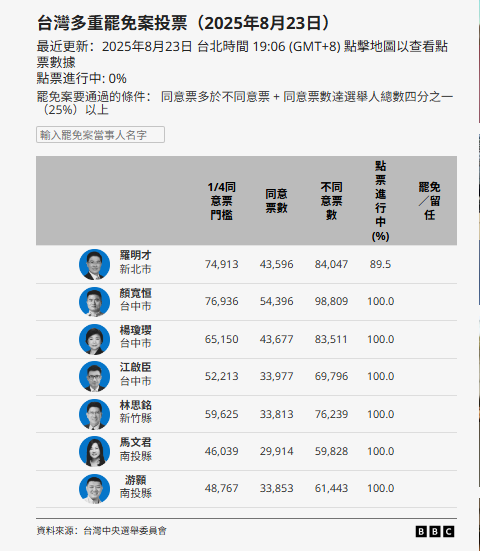 台灣多重罷免案投票（2025年8月23日）
最近更新：2025年8月23日 台北時間 19:06 (GMT+8) 點擊地圖以查看點
票數據
點票進行中: 0%
罷免案要通過的條件： 同意票多於不同意票 + 同意票數達選舉人總數四分之一
（25%）以上
輸入罷免案當事人名字
1/4同意票門檻 同意票數 不同意票數 點票進行中(%) 罷免／留任
羅明才 新北市 74,913 43,596 84,047 89.5
顏寬恒 台中市 76,936 54,396 98,809 100.0
楊瓊瓔 台中市 65,150 43,677 83,511 100.0
江啟臣 台中市 52,213 33,977 69,796 100.0
林思銘 新竹縣 59,625 33,813 76,239 100.0
馬文君 南投縣 46,039 29,914 59,828 100.0
游顥 南投縣 48,767 33,853 61,443 100.0
資料來源：台灣中央選舉委員會
BBC